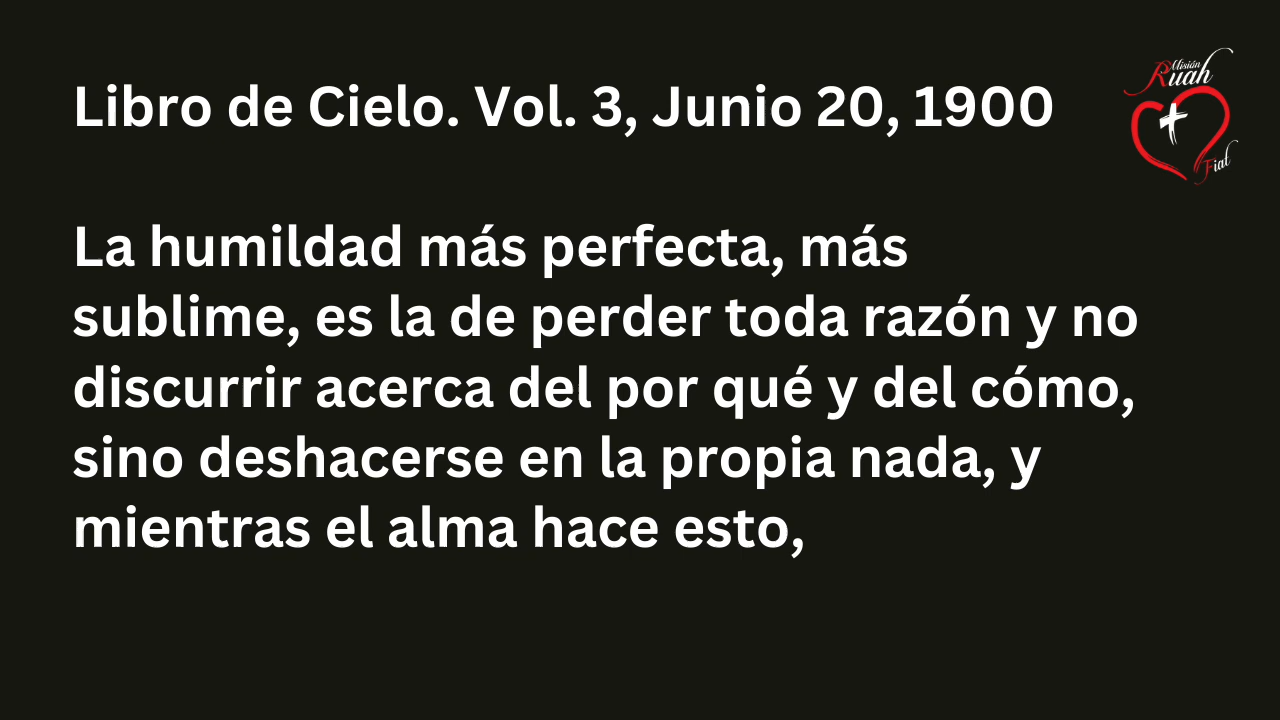 Libro de Cielo. Vol. 3, Junio 20, 1900
Misión
Ruah
Fiat
La humildad más perfecta, más
sublime, es la de perder toda razón y no
discurrir acerca del por qué y del cómo,
sino deshacerse en la propia nada, y
mientras el alma hace esto,